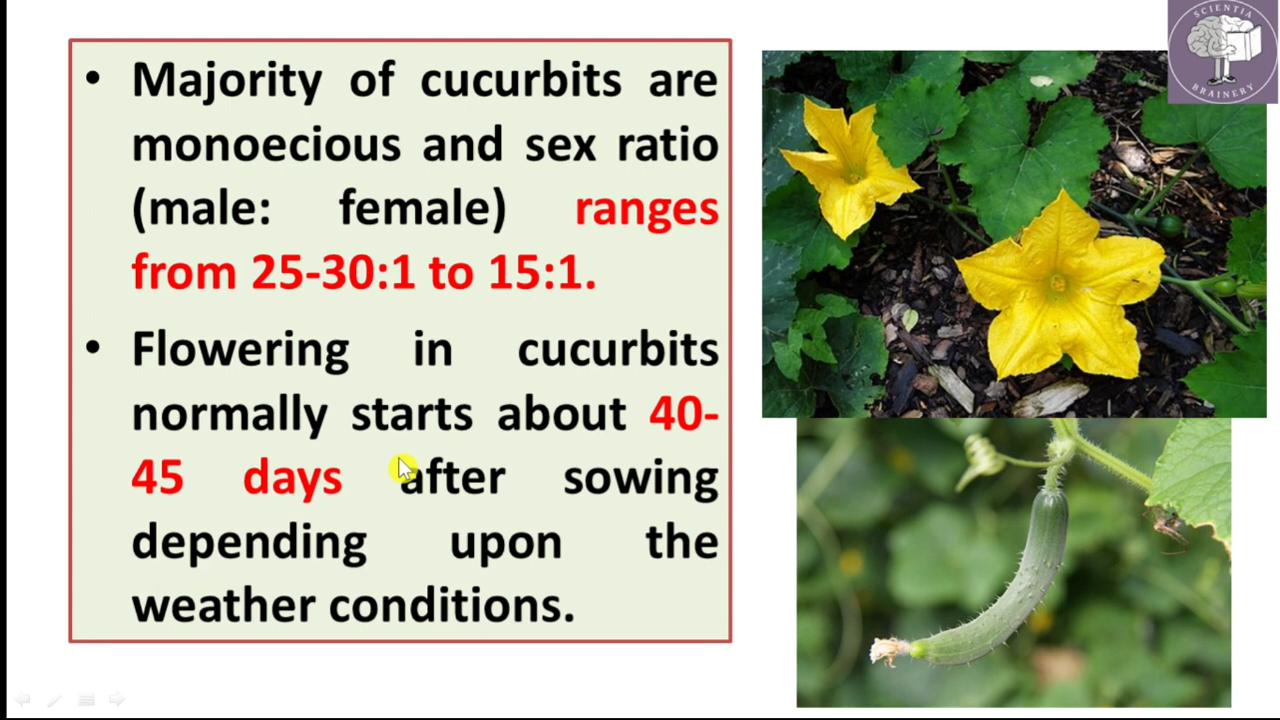 • Majority of cucurbits are
monoecious and sex ratio
(male: female) ranges
from 25-30:1 to 15:1.
• Flowering in cucurbits
normally starts about 40-
45 days after sowing
depending upon the
weather conditions.
SCIENTIA
BRAINERY